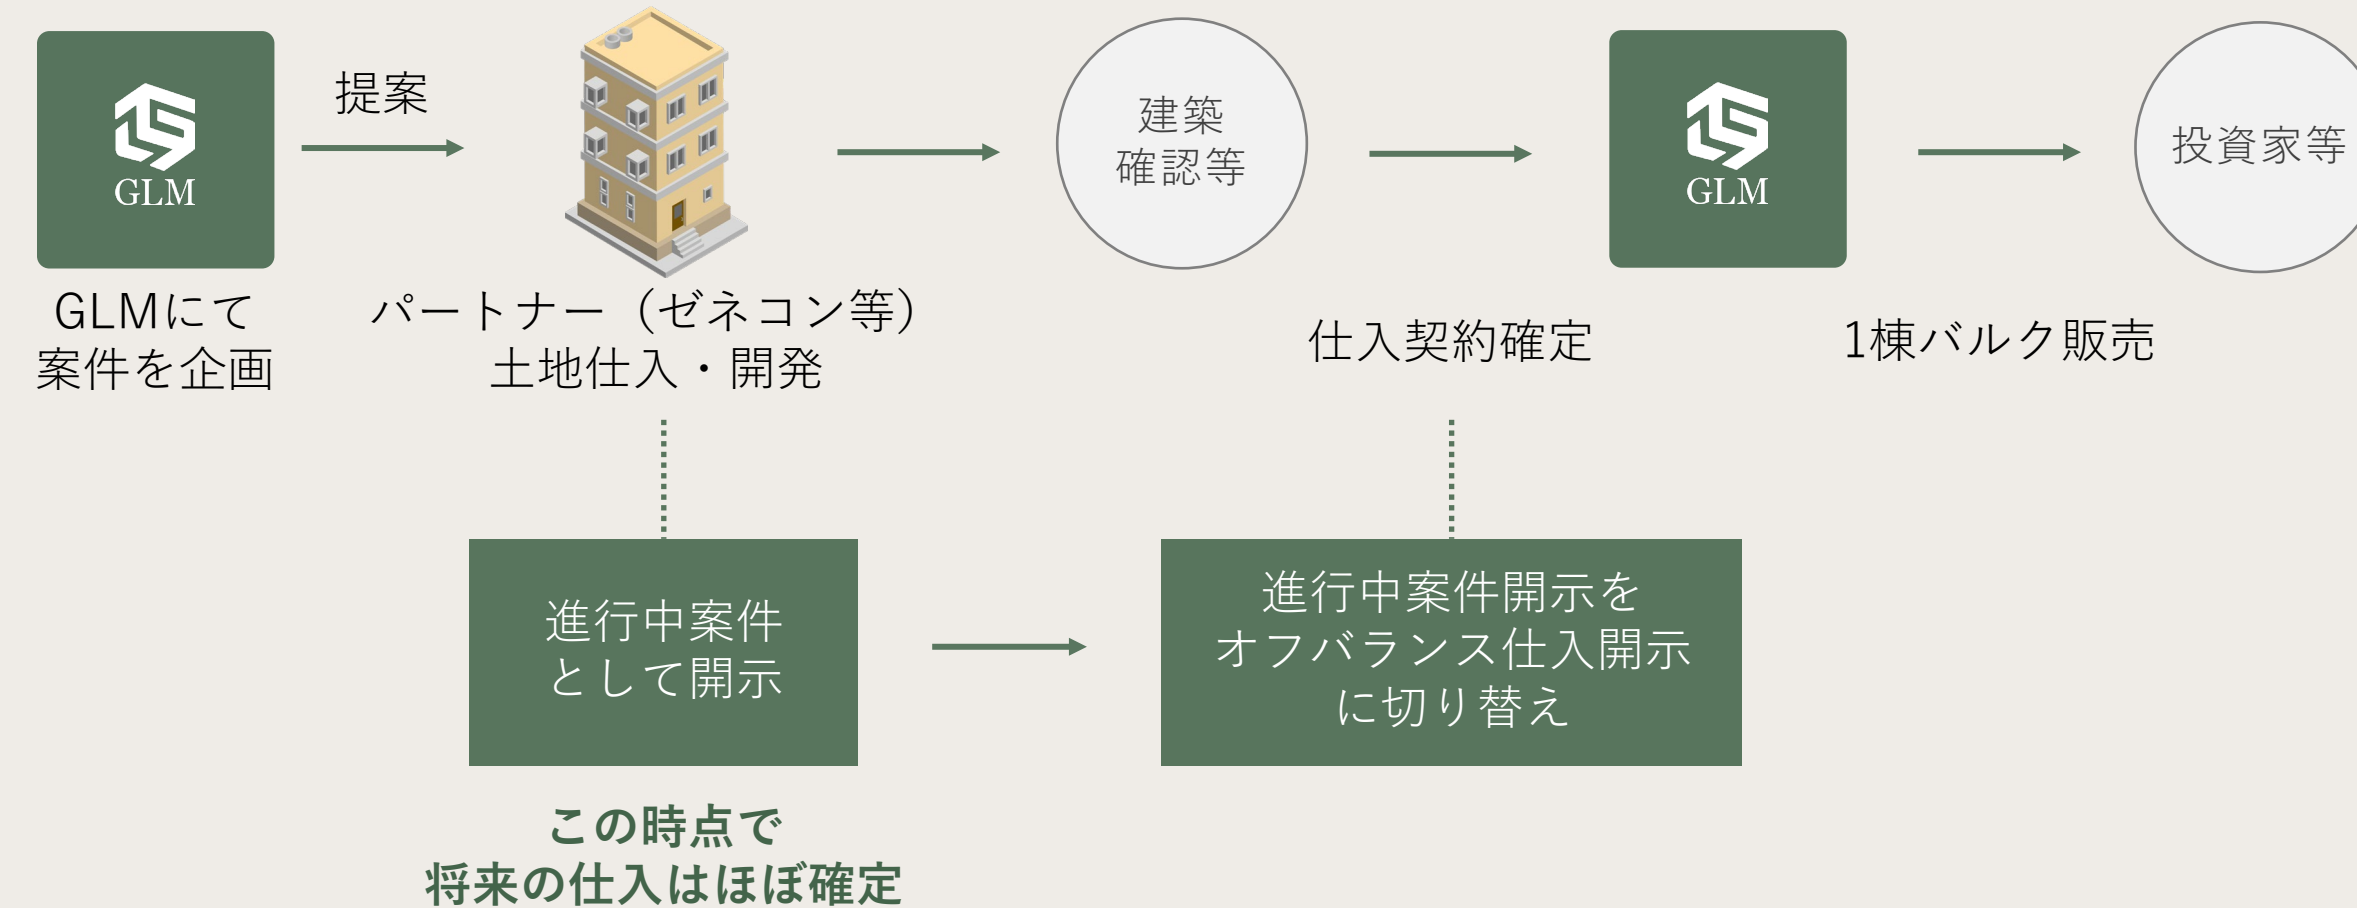 GLM
GLMにて
案件を企画
提案
パートナー（ゼネコン等）
土地仕入・開発
建築
確認等
仕入契約確定
GLM
1棟バルク販売
投資家等
進行中案件
として開示
この時点で
将来の仕入はほぼ確定
進行中案件開示を
オフバランス仕入開示
に切り替え